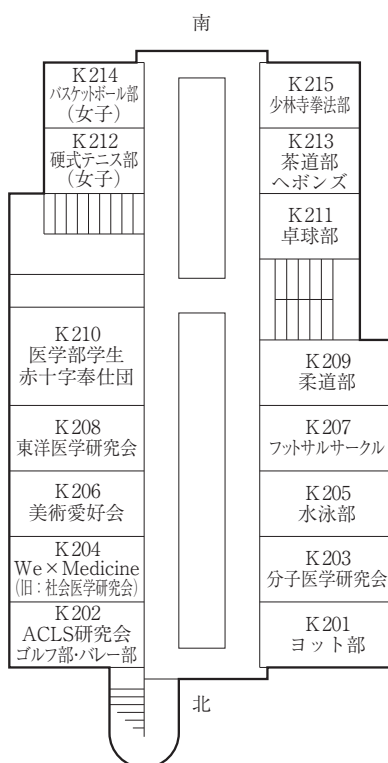 南
K214
バスケットボール部
(女子)
K212
硬式テニス部
(女子)
K215
少林寺拳法部
K213
茶道部
ヘボンズ
K211
卓球部
K210
医学部学生
赤十字奉仕団
K208
東洋医学研究会
K206
美術愛好会
K204
We×Medicine
(旧：社会医学研究会)
K202
ACLS研究会
ゴルフ部・バレー部
K209
柔道部
K207
フットサルサークル
K205
水泳部
K203
分子医学研究会
K201
ヨット部
北